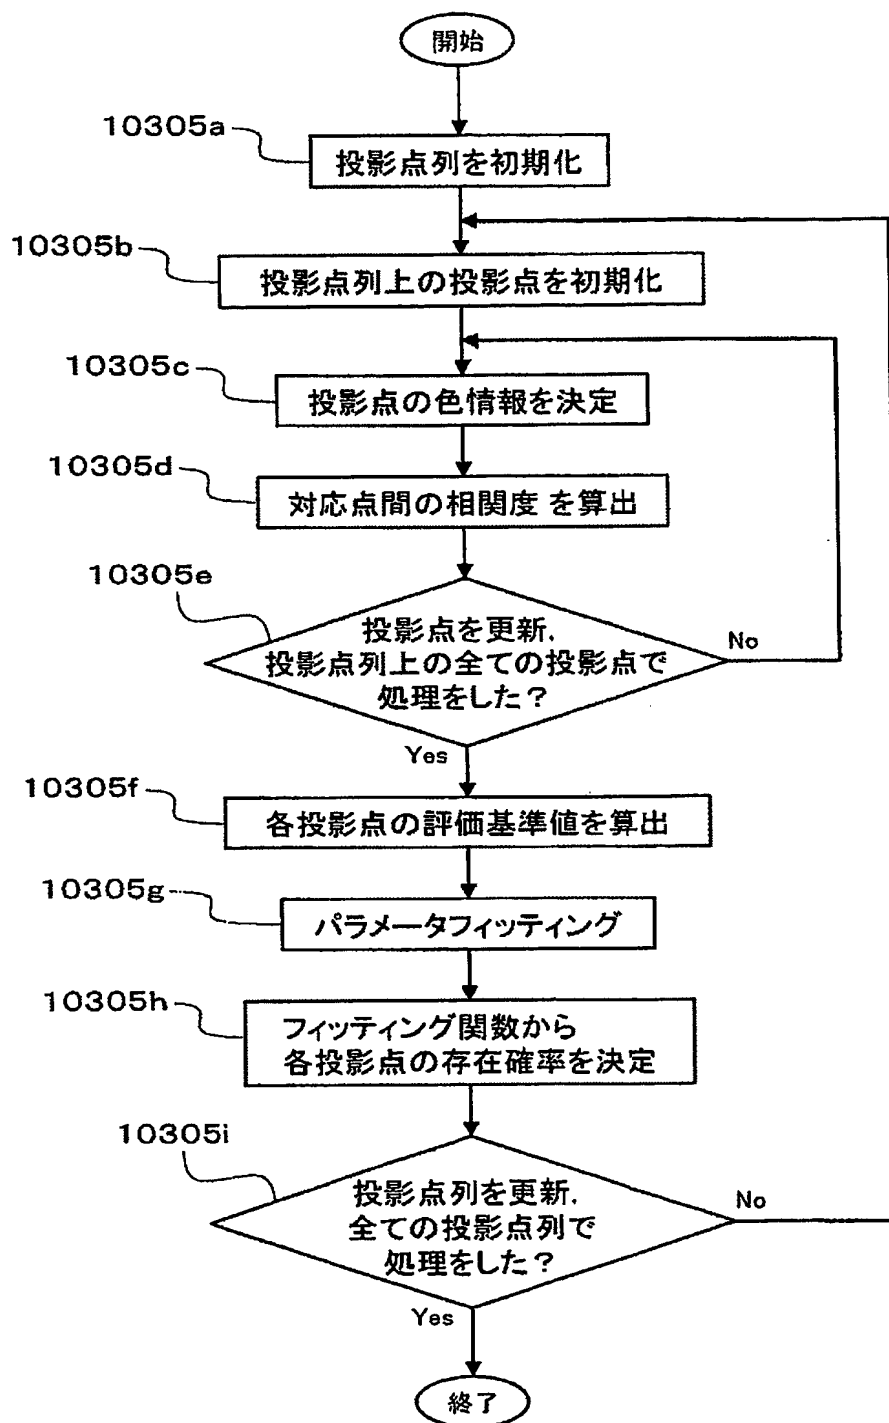 開始
10305a
投影点列を初期化
10305b
投影点列上の投影点を初期化
10305c
投影点の色情報を決定
10305d
対応点間の相関度 を算出
10305e
投影点を更新.
投影点列上の全ての投影点で
処理をした？
No
Yes
10305f
各投影点の評価基準値を算出
10305g
パラメータフィッティング
10305h
フィッティング関数から
各投影点の存在確率を決定
10305i
投影点列を更新.
全ての投影点列で
処理をした？
No
Yes
終了